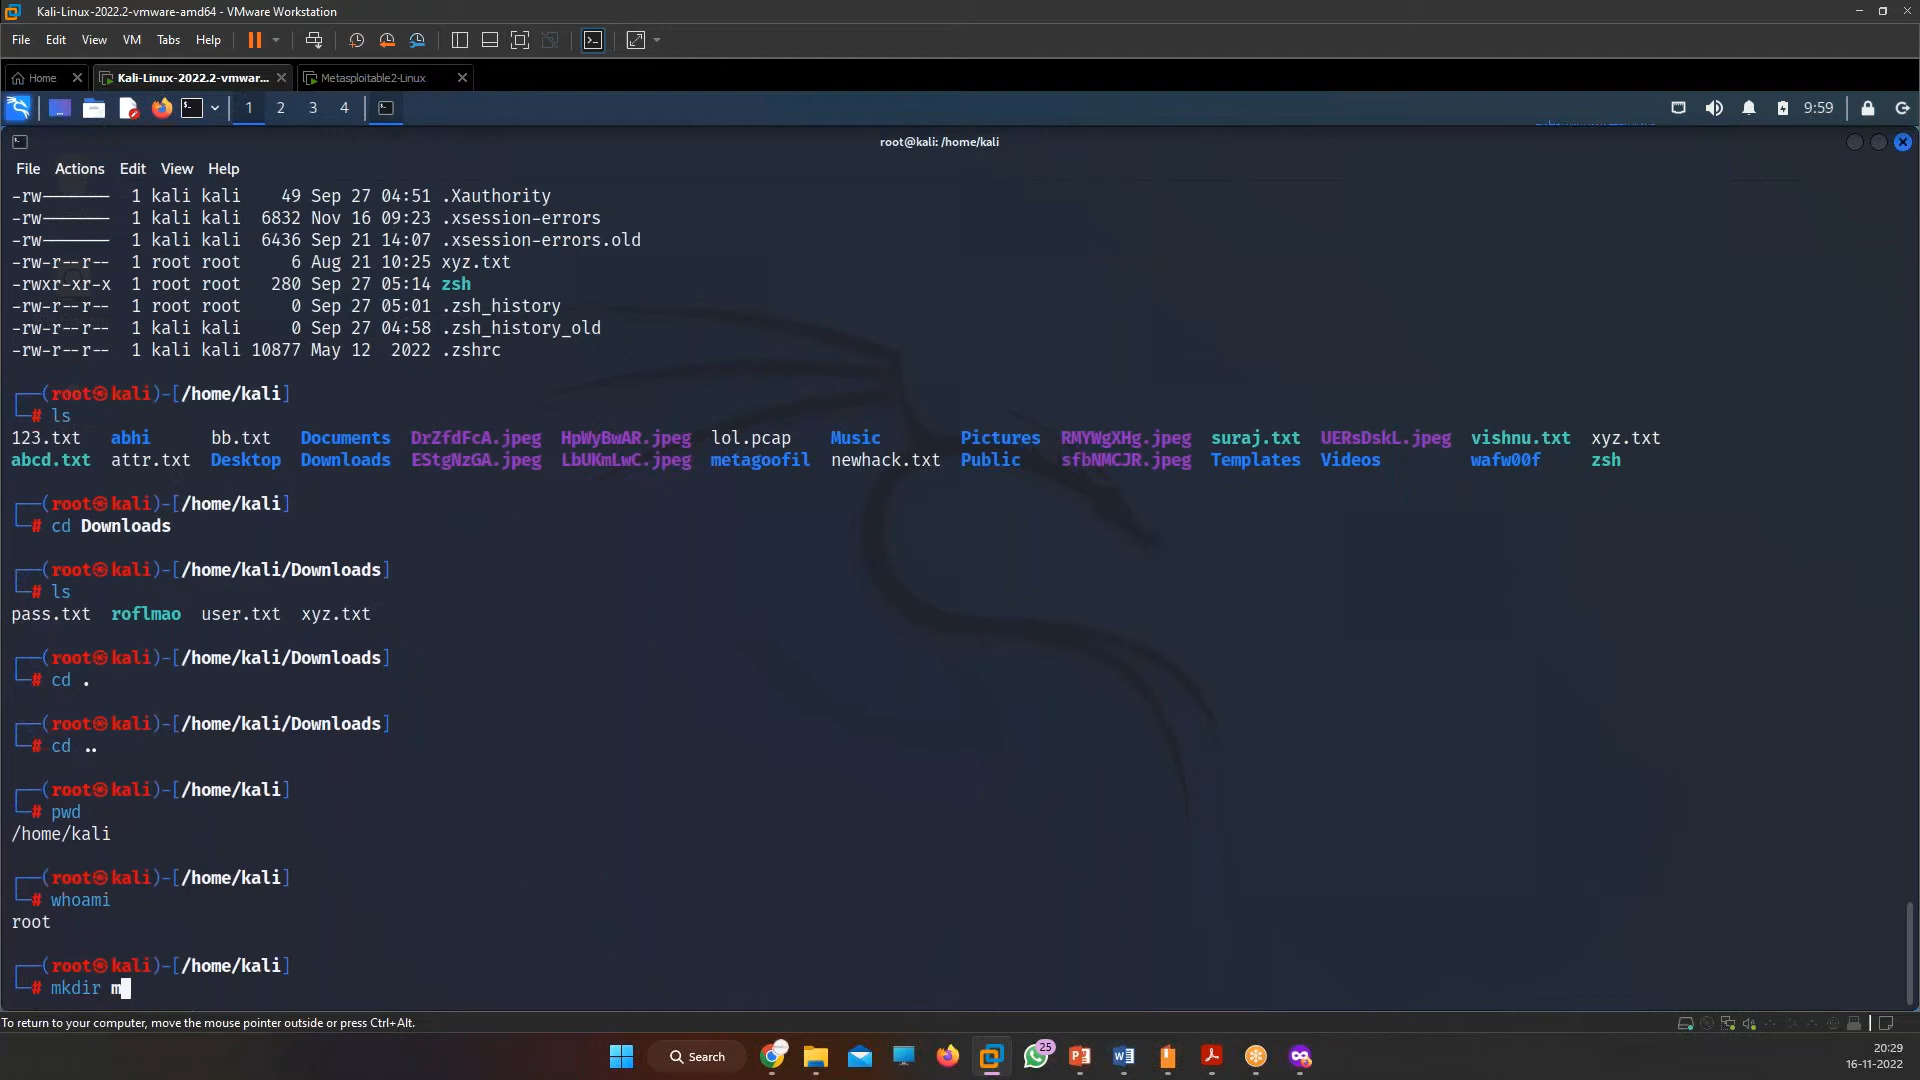 Kali-Linux-2022.2-vmware-amd64 - VMware Workstation
File Edit View VM Tabs Help
Home Kali-Linux-2022.2-vmwar... Metasploitable2-Linux
1 2 3 4 9:59
root@kali: /home/kali
File Actions Edit View Help
-rw------- 1 kali kali 49 Sep 27 04:51 .Xauthority
-rw------- 1 kali kali 6832 Nov 16 09:23 .xsession-errors
-rw------- 1 kali kali 6436 Sep 21 14:07 .xsession-errors.old
-rw-r--r-- 1 root root 6 Aug 21 10:25 xyz.txt
-rwxr-xr-x 1 root root 280 Sep 27 05:14 zsh
-rw-r--r-- 1 root root 0 Sep 27 05:01 .zsh_history
-rw-r--r-- 1 kali kali 0 Sep 27 04:58 .zsh_history_old
-rw-r--r-- 1 kali kali 10877 May 12 2022 .zshrc
┌──(root㉿kali)-[/home/kali]
└─# ls
123.txt abhi bb.txt Documents DrZfdFcA.jpeg HpWyBwAR.jpeg lol.pcap Music Pictures RMYWgXHg.jpeg suraj.txt UERsDskL.jpeg vishnu.txt xyz.txt
abcd.txt attr.txt Desktop Downloads EStgNzGA.jpeg LbUKmLwC.jpeg metagoofil newhack.txt Public sfbNMCJR.jpeg Templates Videos wafw00f zsh
┌──(root㉿kali)-[/home/kali]
└─# cd Downloads
┌──(root㉿kali)-[/home/kali/Downloads]
└─# ls
pass.txt roflmao user.txt xyz.txt
┌──(root㉿kali)-[/home/kali/Downloads]
└─# cd .
┌──(root㉿kali)-[/home/kali/Downloads]
└─# cd ..
┌──(root㉿kali)-[/home/kali]
└─# pwd
/home/kali
┌──(root㉿kali)-[/home/kali]
└─# whoami
root
┌──(root㉿kali)-[/home/kali]
└─# mkdir m
To return to your computer, move the mouse pointer outside or press Ctrl+Alt.
Search 25 20:29
16-11-2022